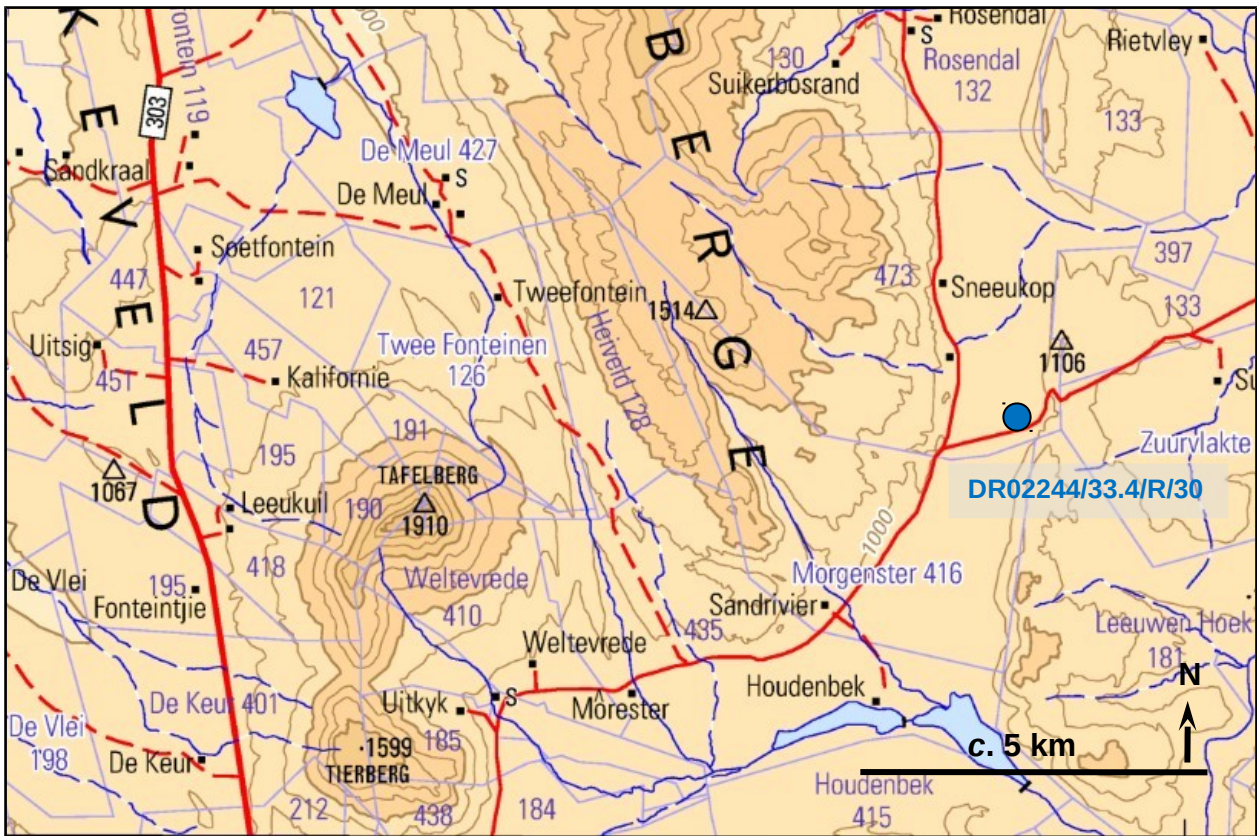 Rosendal
S
Rosendal
132
Rietvley
130
Suikerbosrand
133
1000
303
119
K
E
V
E
L
D
B
E
R
G
E
Sandkraal
De Meul 427
De Meul
S
Soetfontein
447
121
473
Sneeukop
397
133
Tweefontein
1514
Heiveld 128
1106
Uitsig
451
457
Kalifornie
Twee Fonteinen
126
191
195
TAFELBERG
1910
190
1067
Leeukuil
418
Zuurvlakte
DR02244/33.4/R/30
1000
De Vlei
195
Fonteintjie
Weltevrede
410
Morgenster 416
Sandrivier
435
Leeuwen Hoek
181
N
Weltevrede
De Keur 401
Uitkyk
S
185
Morester
Houdenbek
De Vlei
198
De Keur
1599
TIERBERG
c. 5 km
212
438
184
Houdenbek
415